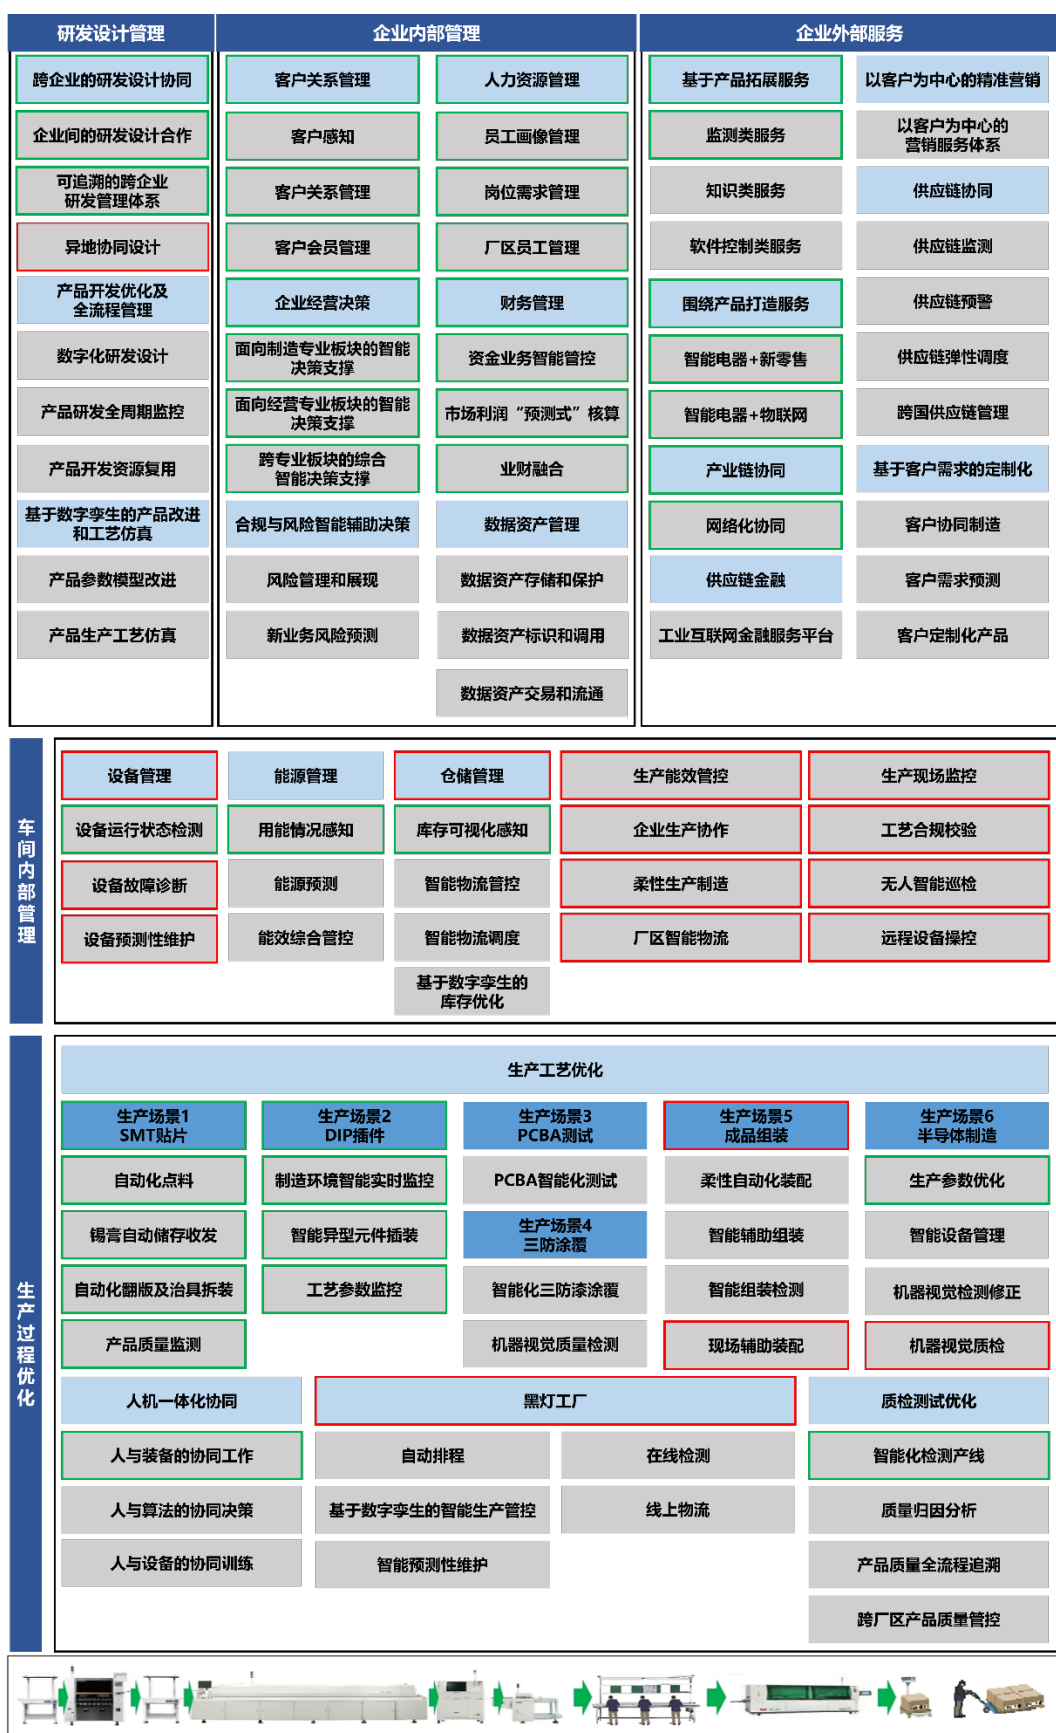 研发设计管理
跨企业的研发设计协同
企业间的研发设计合作
可追溯的跨企业
研发管理体系
异地协同设计
产品开发优化及
全流程管理
数字化研发设计
产品研发全周期监控
产品开发资源复用
基于数字孪生的产品改进
和工艺仿真
产品参数模型改进
产品生产工艺仿真
企业内部管理
客户关系管理
客户感知
客户关系管理
客户会员管理
企业经营决策
面向制造专业板块的智能
决策支撑
面向经营专业板块的智能
决策支撑
跨专业板块的综合
智能决策支撑
合规与风险智能辅助决策
风险管理和展现
新业务风险预测
人力资源管理
员工画像管理
岗位需求管理
厂区员工管理
财务管理
资金业务智能管控
市场利润“预测式”核算
业财融合
数据资产管理
数据资产存储和保护
数据资产标识和调用
数据资产交易和流通
企业外部服务
基于产品拓展服务
监测类服务
知识类服务
软件控制类服务
围绕产品打造服务
智能电器+新零售
智能电器+物联网
产业链协同
网络化协同
供应链金融
工业互联网金融服务平台
以客户为中心的精准营销
以客户为中心的
营销服务体系
供应链协同
供应链监测
供应链预警
供应链弹性调度
跨国供应链管理
基于客户需求的定制化
客户协同制造
客户需求预测
客户定制化产品
车间内部管理
设备管理
设备运行状态检测
设备故障诊断
设备预测性维护
能源管理
用能情况感知
能源预测
能效综合管控
仓储管理
库存可视化感知
智能物流管控
智能物流调度
基于数字孪生的
库存优化
生产能效管控
企业生产协作
柔性生产制造
厂区智能物流
生产现场监控
工艺合规校验
无人智能巡检
远程设备操控
生产过程优化
生产工艺优化
生产场景1
SMT贴片
自动化点料
锡膏自动储存收发
自动化翻版及治具拆装
产品质量监测
生产场景2
DIP插件
制造环境智能实时监控
智能异型元件插装
工艺参数监控
生产场景3
PCBA测试
PCBA智能化测试
生产场景4
三防涂覆
智能化三防漆涂覆
机器视觉质量检测
生产场景5
成品组装
柔性自动化装配
智能辅助组装
智能组装检测
现场辅助装配
生产场景6
半导体制造
生产参数优化
智能设备管理
机器视觉检测修正
机器视觉质检
人机一体化协同
人与装备的协同工作
人与算法的协同决策
人与设备的协同训练
黑灯工厂
自动排程
基于数字孪生的智能生产管控
智能预测性维护
在线检测
线上物流
质检测试优化
智能化检测产线
质量归因分析
产品质量全流程追溯
跨厂区产品质量管控